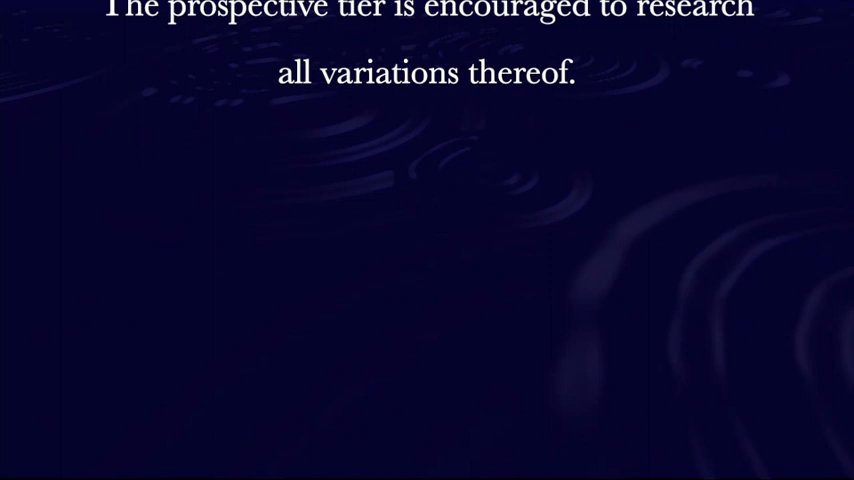 The prospective tier is encouraged to research
all variations thereof.